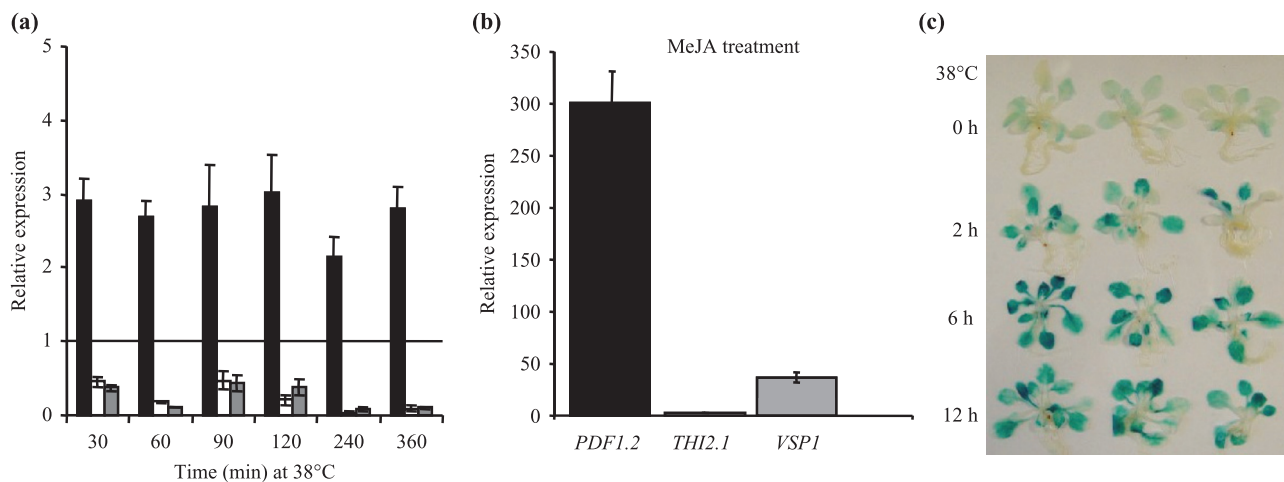 (a)
5
4
3
2
1
0
Relative expression
30 60 90 120 240 360
Time (min) at 38°C
(b)
MeJA treatment
350
300
250
200
150
100
50
0
Relative expression
PDF1.2 THI2.1 VSP1
(c)
38°C
0 h
2 h
6 h
12 h